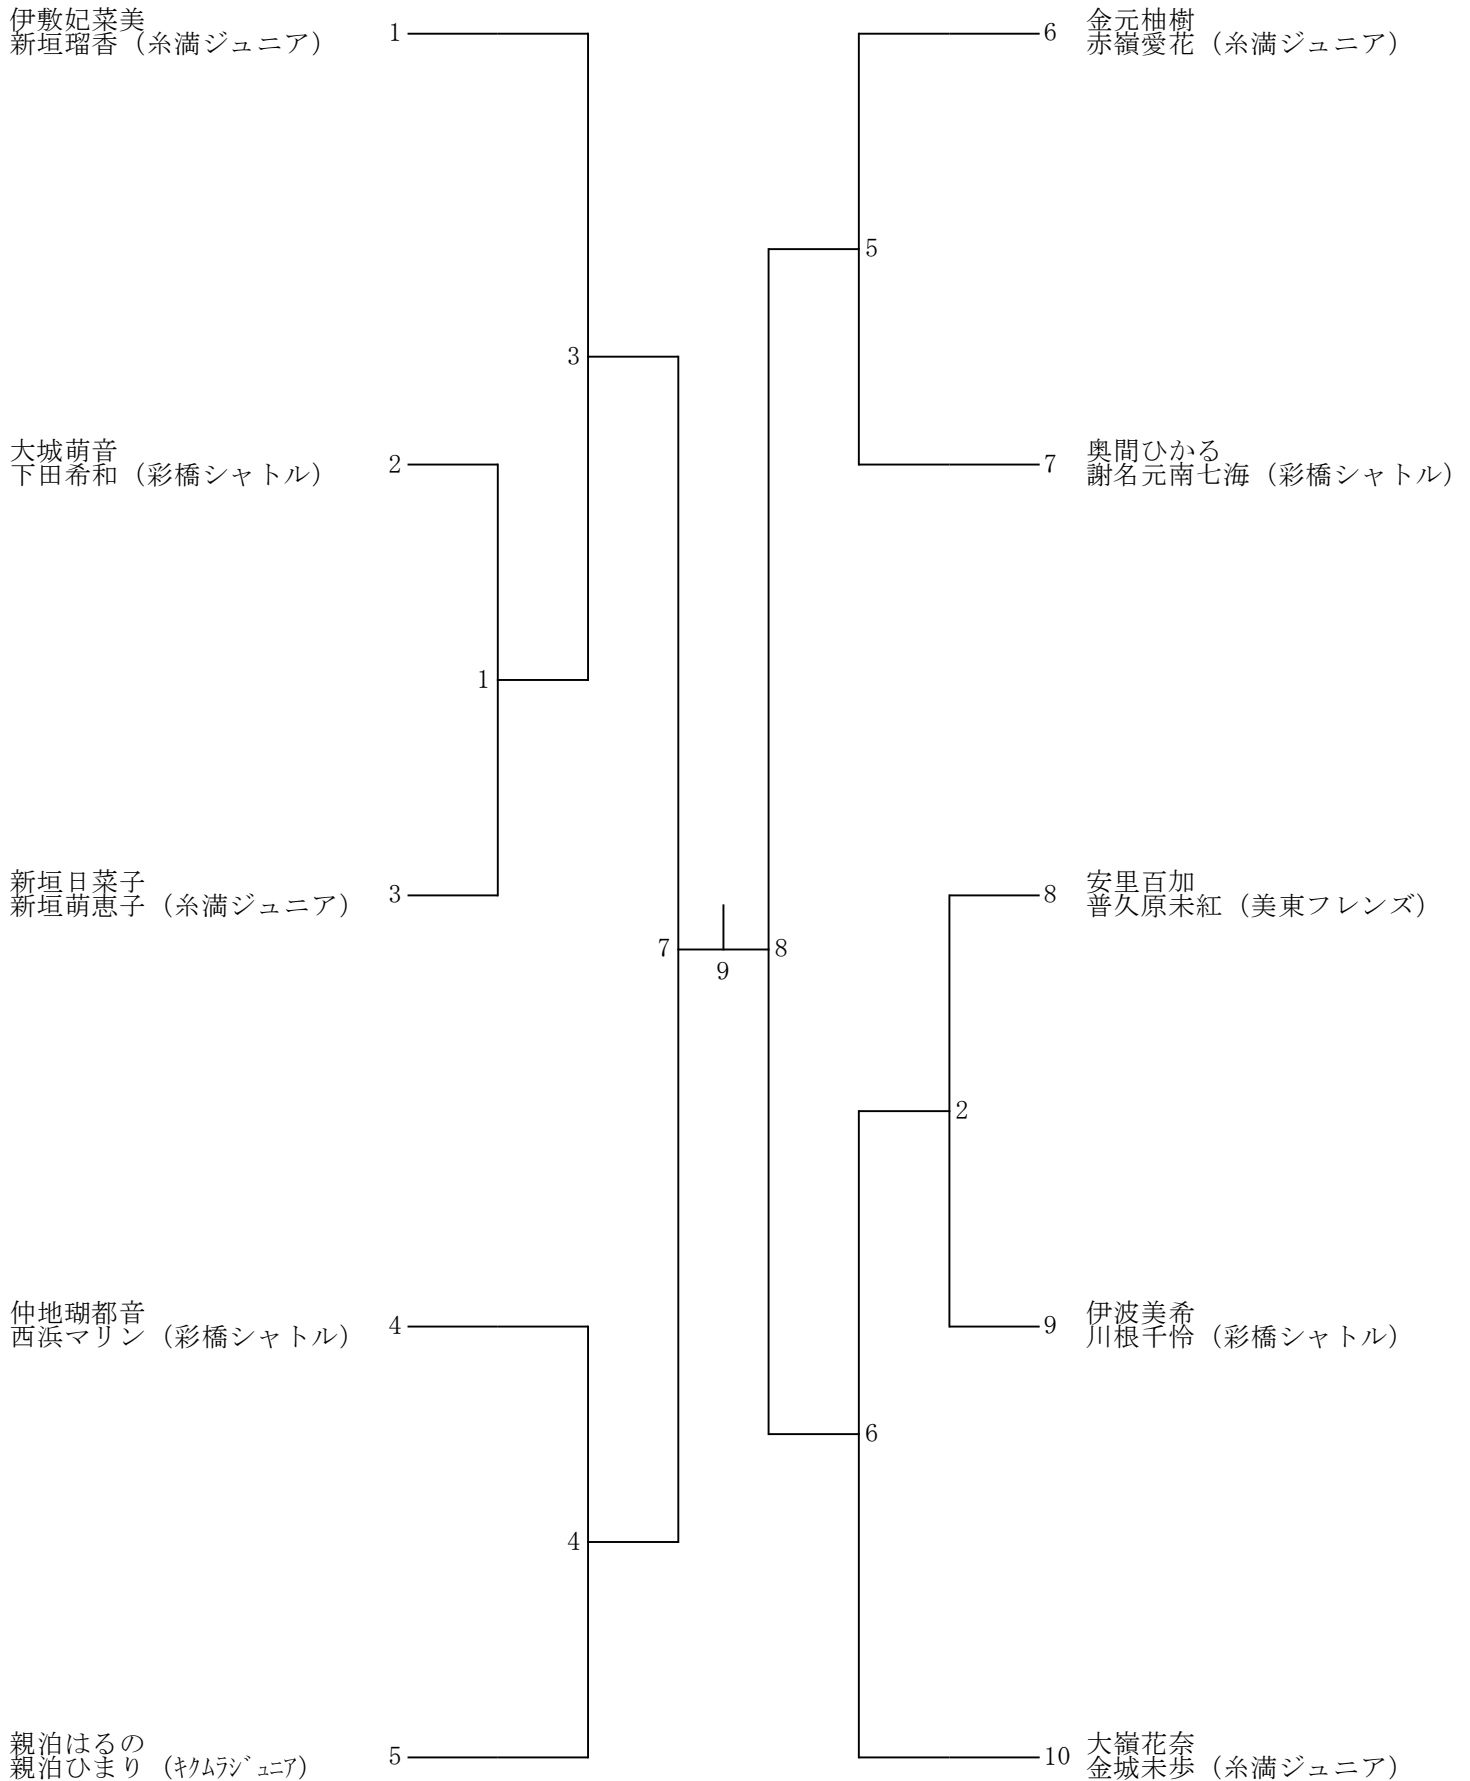 伊敷妃菜美
新垣瑠香（糸満ジュニア）
1
大城萌音
下田希和（彩橋シャトル）
2
新垣日菜子
新垣萌恵子（糸満ジュニア）
3
仲地瑚都音
西浜マリン（彩橋シャトル）
4
親泊はるの
親泊ひまり（ｷｸﾑﾗｼﾞｭﾆｱ）
5
3
1
4
7
9
8
5
2
6
6
金元柚樹
赤嶺愛花（糸満ジュニア）
7
奥間ひかる
謝名元南七海（彩橋シャトル）
8
安里百加
普久原未紅（美東フレンズ）
9
伊波美希
川根千怜（彩橋シャトル）
10
大嶺花奈
金城未歩（糸満ジュニア）